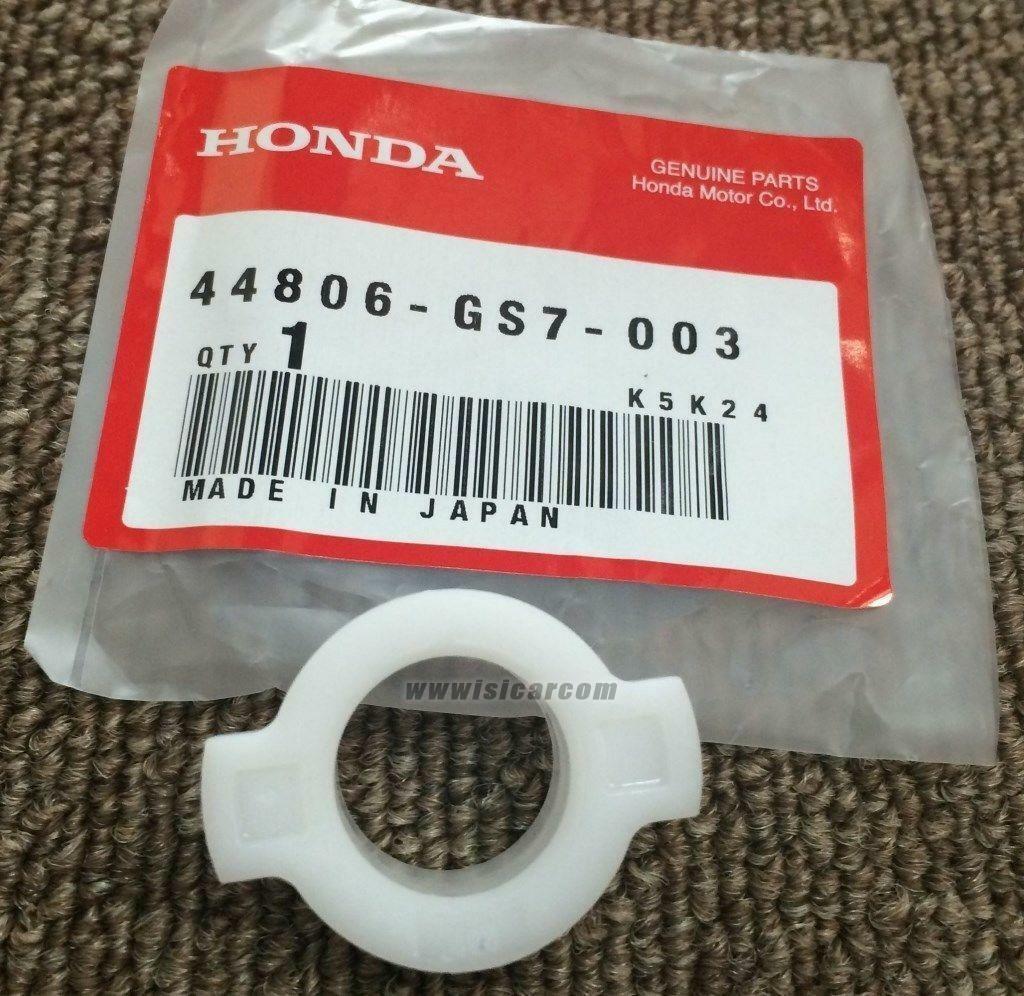 HONDA
GENUINE PARTS
Honda Motor Co., Ltd.
44806-GS7-003
QTY 1
K5K24
MADE IN JAPAN
wwwisicarcom